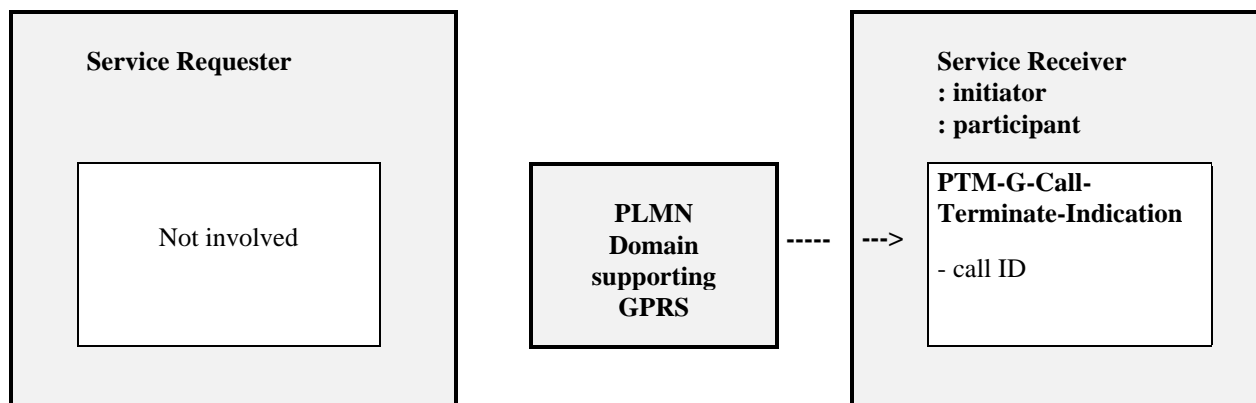 Service Requester
Not involved
PLMN
Domain
supporting
GPRS
-----
--->
Service Receiver
: initiator
: participant
PTM-G-Call-
Terminate-Indication
- call ID